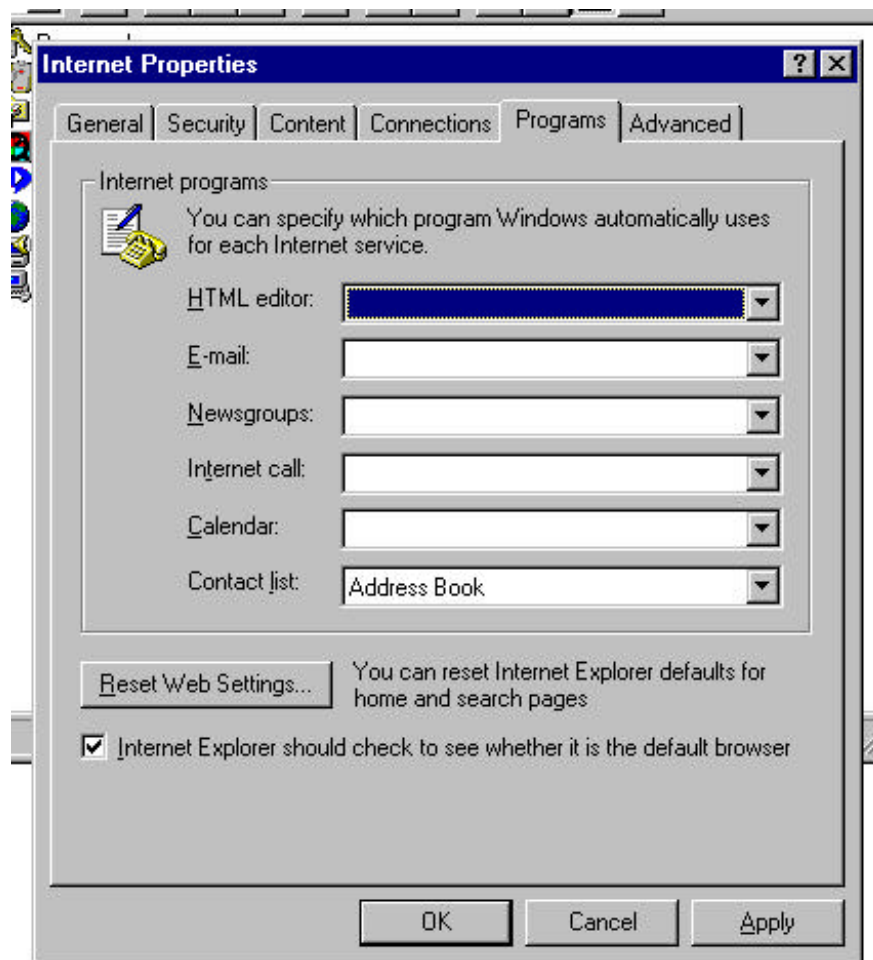 Internet Properties
General Security Content Connections Programs Advanced
Internet programs
You can specify which program Windows automatically uses
for each Internet service.
HTML editor:
E-mail:
Newsgroups:
Internet call:
Calendar:
Contact list: Address Book
Reset Web Settings... You can reset Internet Explorer defaults for
home and search pages
Internet Explorer should check to see whether it is the default browser
OK Cancel Apply